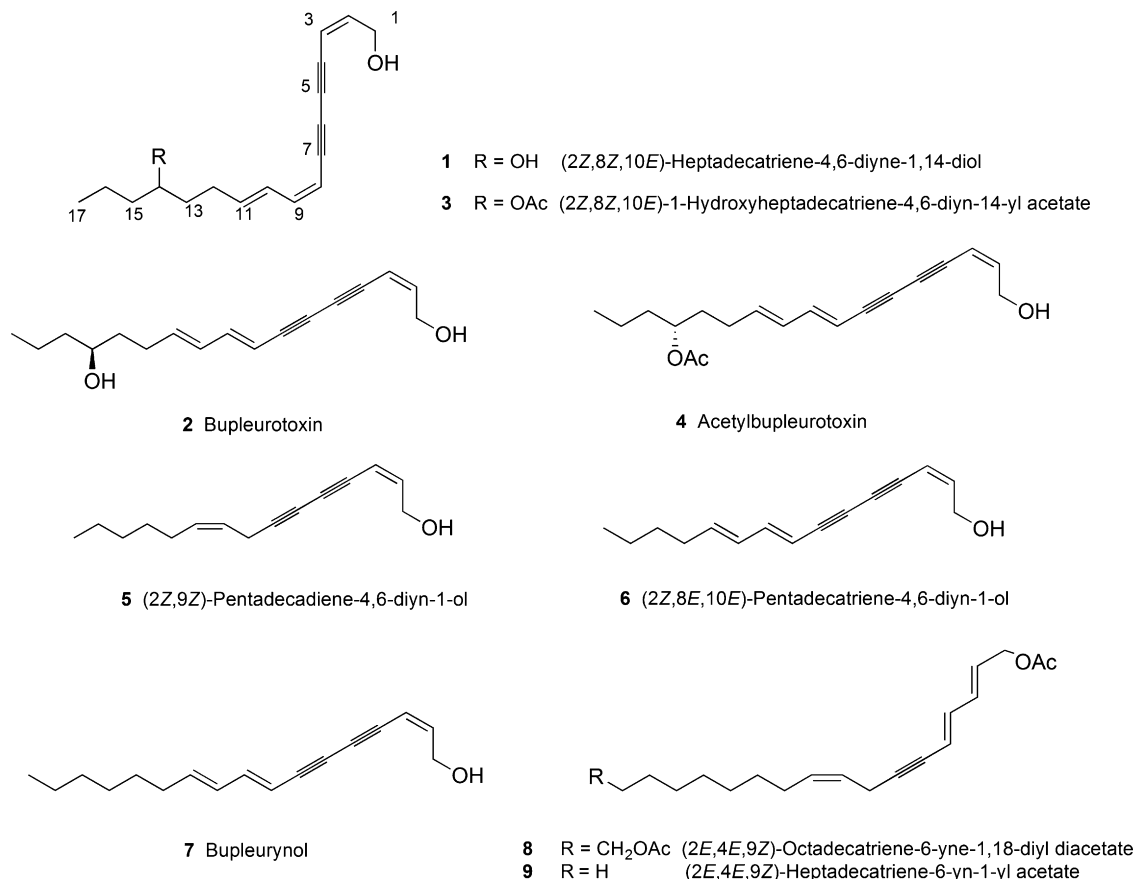 3
1
OH
5
7
R
17
15
13
11
9
1 R = OH (2Z,8Z,10E)-Heptadecatriene-4,6-diyne-1,14-diol
3 R = OAc (2Z,8Z,10E)-1-Hydroxyheptadecatriene-4,6-diyn-14-yl acetate
OH
OH
2 Bupleurotoxin
OH
OAc
4 Acetylbupleurotoxin
OH
5 (2Z,9Z)-Pentadecadiene-4,6-diyn-1-ol
OH
6 (2Z,8E,10E)-Pentadecatriene-4,6-diyn-1-ol
OH
7 Bupleurynol
OAc
R
8 R = CH2OAc (2E,4E,9Z)-Octadecatriene-6-yne-1,18-diyl diacetate
9 R = H (2E,4E,9Z)-Heptadecatriene-6-yn-1-yl acetate